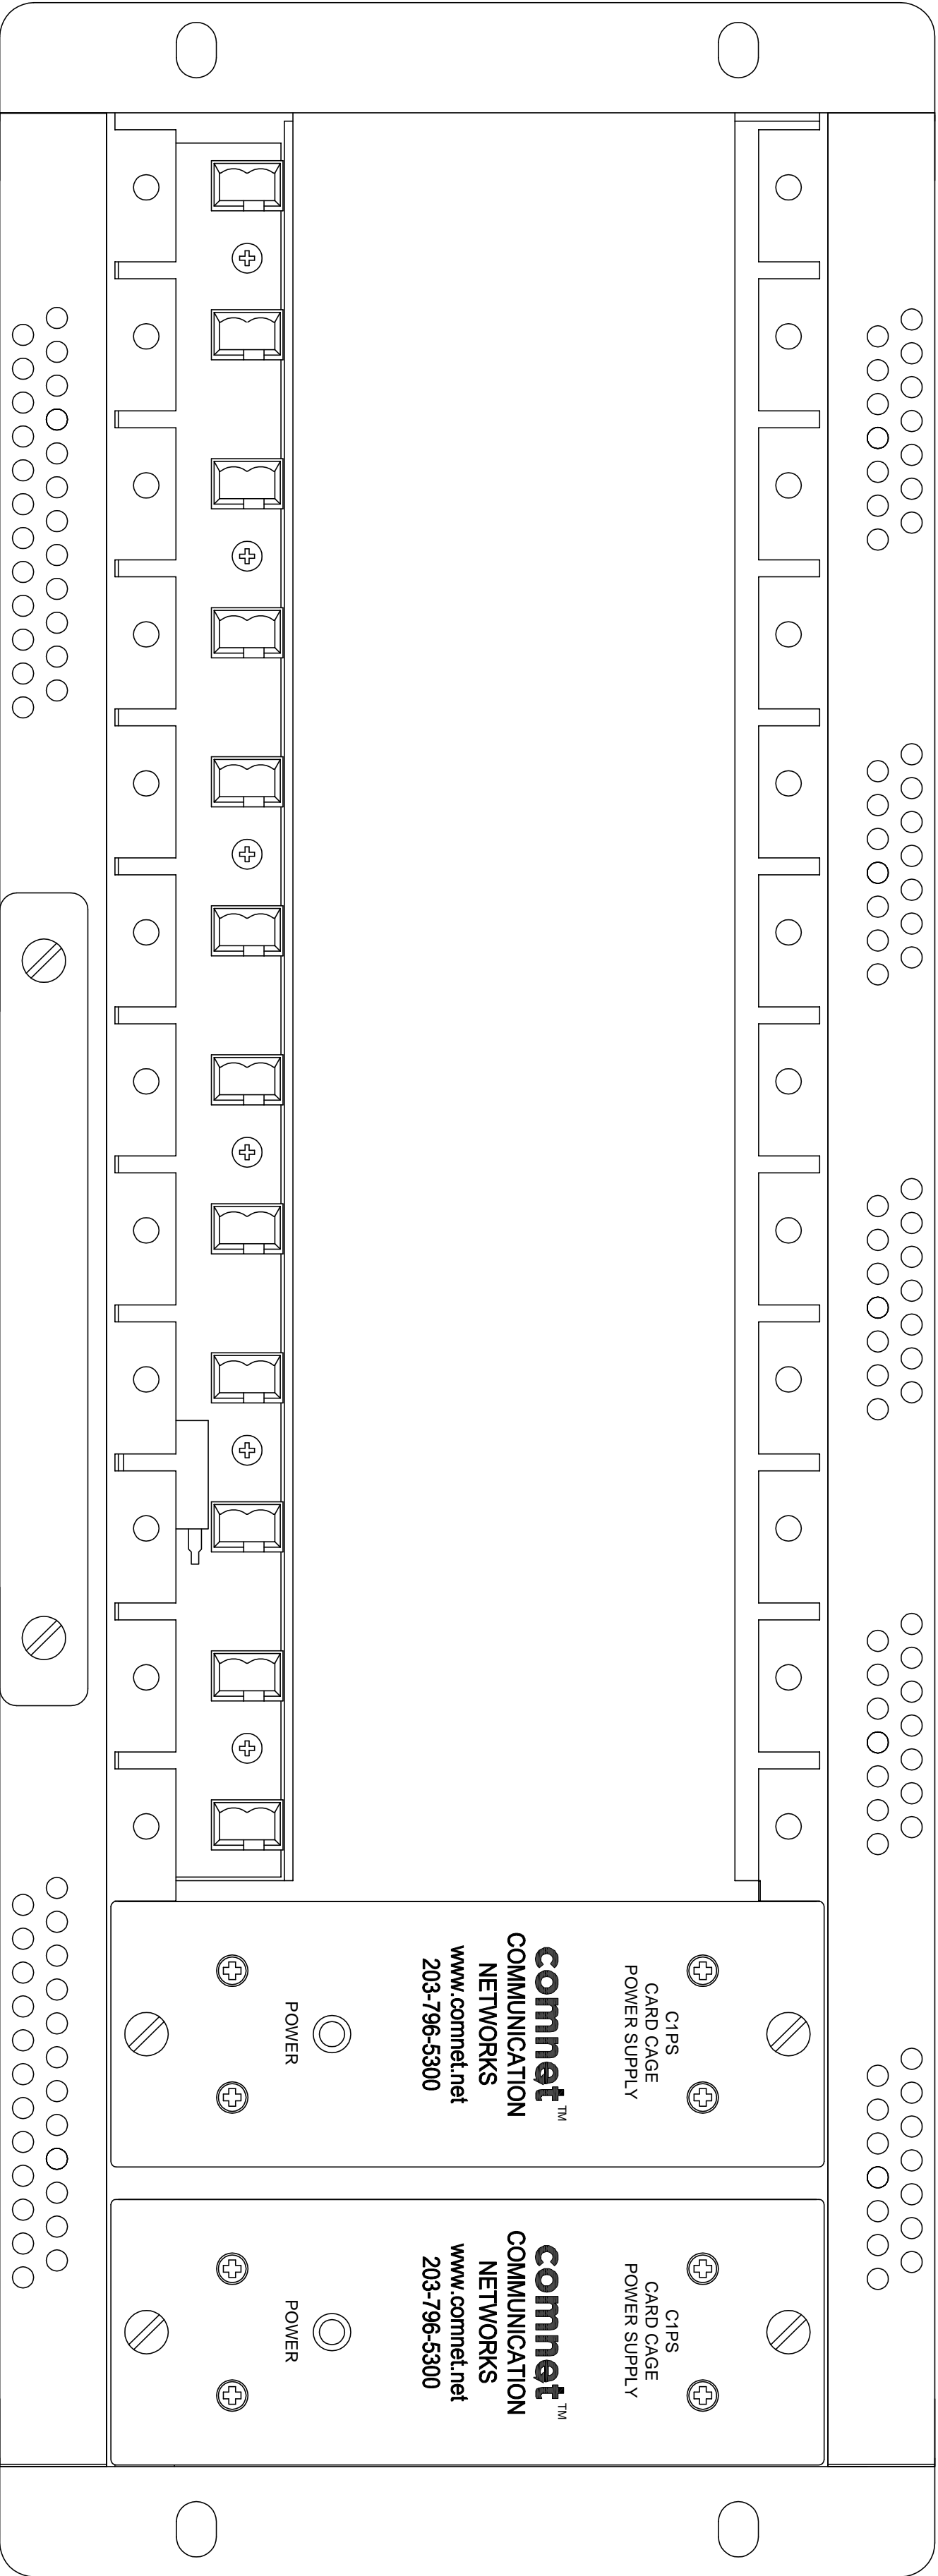 C1PS
CARD CAGE
POWER SUPPLY
comnet™
COMMUNICATION
NETWORKS
www.comnet.net
203-796-5300
POWER
C1PS
CARD CAGE
POWER SUPPLY
comnet™
COMMUNICATION
NETWORKS
www.comnet.net
203-796-5300
POWER